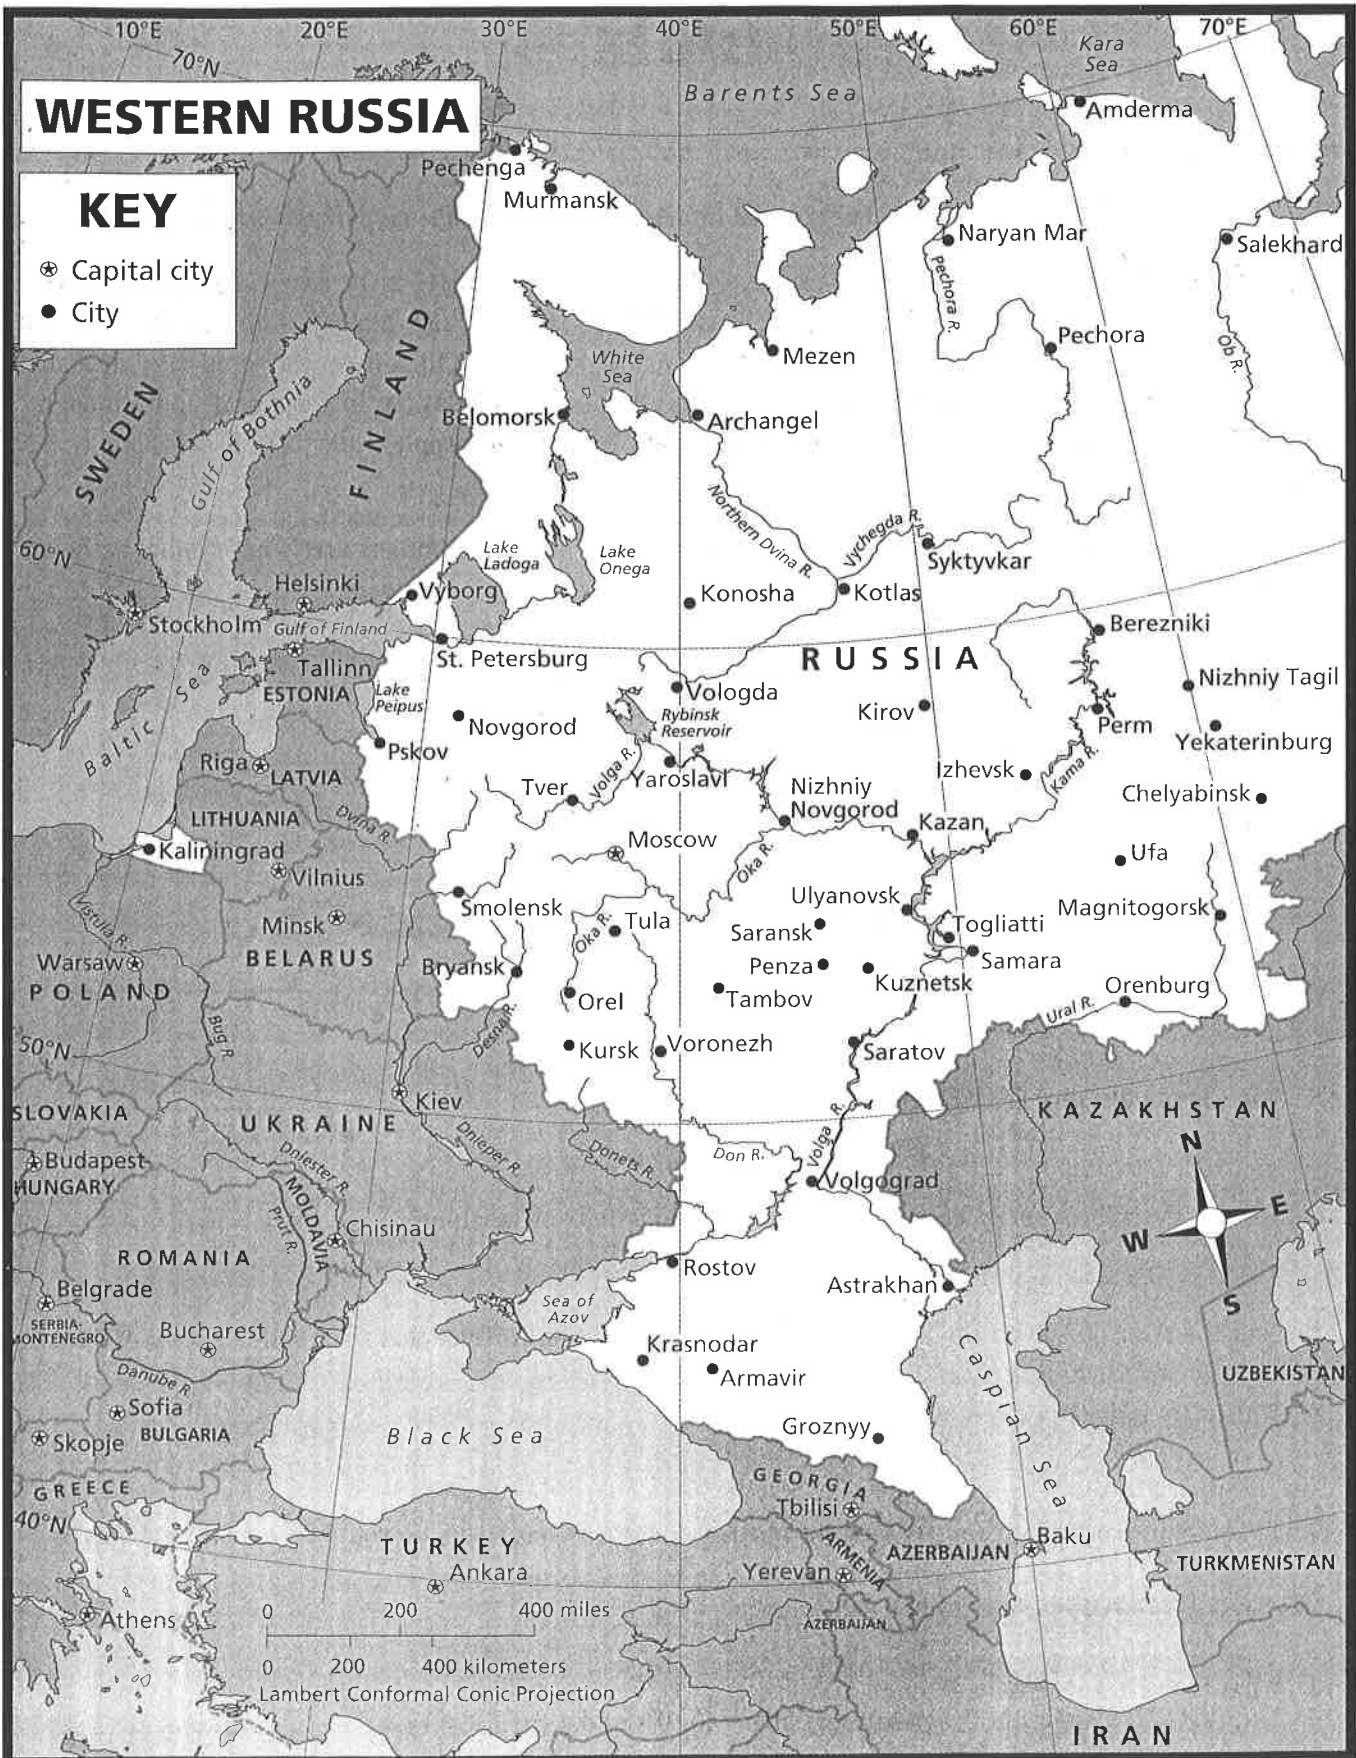 10°E
20°E
30°E
40°E
50°E
60°E
70°E
70°N
Kara
Sea
Barents Sea
WESTERN RUSSIA
Amderma
Pechenga
Murmansk
KEY
Capital city
City
Naryan Mar
Salekhard
Pechora R.
Pechora
Ob R.
White
Sea
Mezen
FINLAND
SWEDEN
Gulf of Bothnia
Belomorsk
Archangel
Northern Dvina R.
Vychegda R.
Syktyvkar
60°N
Lake
Ladoga
Lake
Onega
Helsinki
Vyborg
Konosha
Kotlas
Stockholm
Gulf of Finland
Berezniki
Tallinn
St. Petersburg
RUSSIA
ESTONIA
Lake
Peipus
Vologda
Nizhniy Tagil
Baltic Sea
Novgorod
Rybinsk
Reservoir
Kirov
Perm
Pskov
Yekaterinburg
Riga
LATVIA
Volga R.
Yaroslavl
Izhevsk
Kama R.
Tver
Nizhniy
Novgorod
Chelyabinsk
LITHUANIA
Dvina R.
Kazan
Moscow
Kaliningrad
Oka R.
Ufa
Vilnius
Ulyanovsk
Smolensk
Magnitogorsk
Vistula R.
Minsk
Oka R.
Tula
Togliatti
Saransk
BELARUS
Warsaw
Bryansk
Penza
Samara
POLAND
Kuznetsk
Orel
Tambov
Orenburg
Ural R.
Bug R.
Desna R.
50°N
Kursk
Voronezh
Saratov
SLOVAKIA
Kiev
KAZAKHSTAN
UKRAINE
Volga R.
N
Budapest
Dniester R.
Dnieper R.
Donets R.
Don R.
HUNGARY
MOLDAVIA
Volgograd
E
Prut R.
Chisinau
W
ROMANIA
Rostov
Belgrade
Astrakhan
S
Sea of
Azov
SERBIA-
MONTENEGRO
Bucharest
Krasnodar
Caspian Sea
Danube R.
Armavir
UZBEKISTAN
Sofia
Skopje
BULGARIA
Black Sea
Groznyy
GREECE
GEORGIA
Tbilisi
40°N
TURKEY
ARMENIA
AZERBAIJAN
Baku
TURKMENISTAN
Ankara
Yerevan
Athens
0 200 400 miles
AZERBAIJAN
0 200 400 kilometers
Lambert Conformal Conic Projection
IRAN